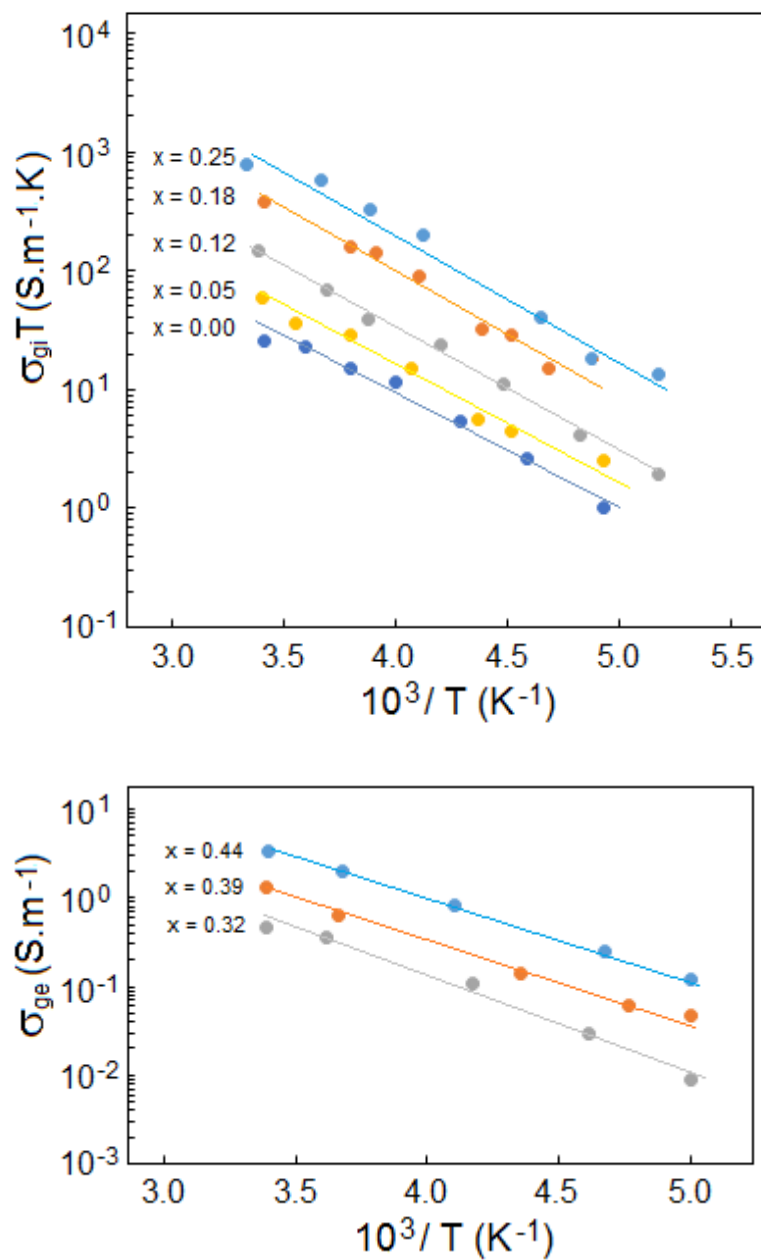 10⁴
10³
x = 0.25
x = 0.18
10²
x = 0.12
x = 0.05
x = 0.00
10¹
10⁰
10⁻¹
σgiT (S.m⁻¹.K)
3.0 3.5 4.0 4.5 5.0 5.5
10³/ T (K⁻¹)
10¹
x = 0.44
10⁰
x = 0.39
x = 0.32
10⁻¹
10⁻²
10⁻³
σge (S.m⁻¹)
3.0 3.5 4.0 4.5 5.0
10³/ T (K⁻¹)